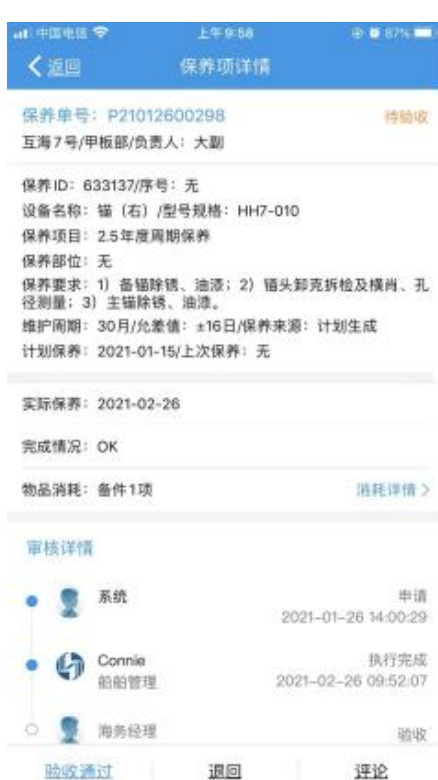 中国电信 上午9:56 87%
返回 保养项详情
保养单号：P21012600298 待验收
互海7号/甲板部/负责人：大副
保养ID：633137/序号：无
设备名称：锚（右）/型号规格：HH7-010
保养项目：2.5年度周期保养
保养部位：无
保养要求：1）备锚除锈、油漆；2）锚头卸克拆检及横肖、孔
径测量；3）主锚除锈、油漆。
维护周期：30月/允差值：±16日/保养来源：计划生成
计划保养：2021-01-15/上次保养：无
实际保养：2021-02-26
完成情况：OK
物品消耗：备件1项 消耗详情
审核详情
系统 申请
2021-01-26 14:00:29
Connie 执行完成
船舶管理 2021-02-26 09:52:07
海务经理 验收
验收通过 退回 评论